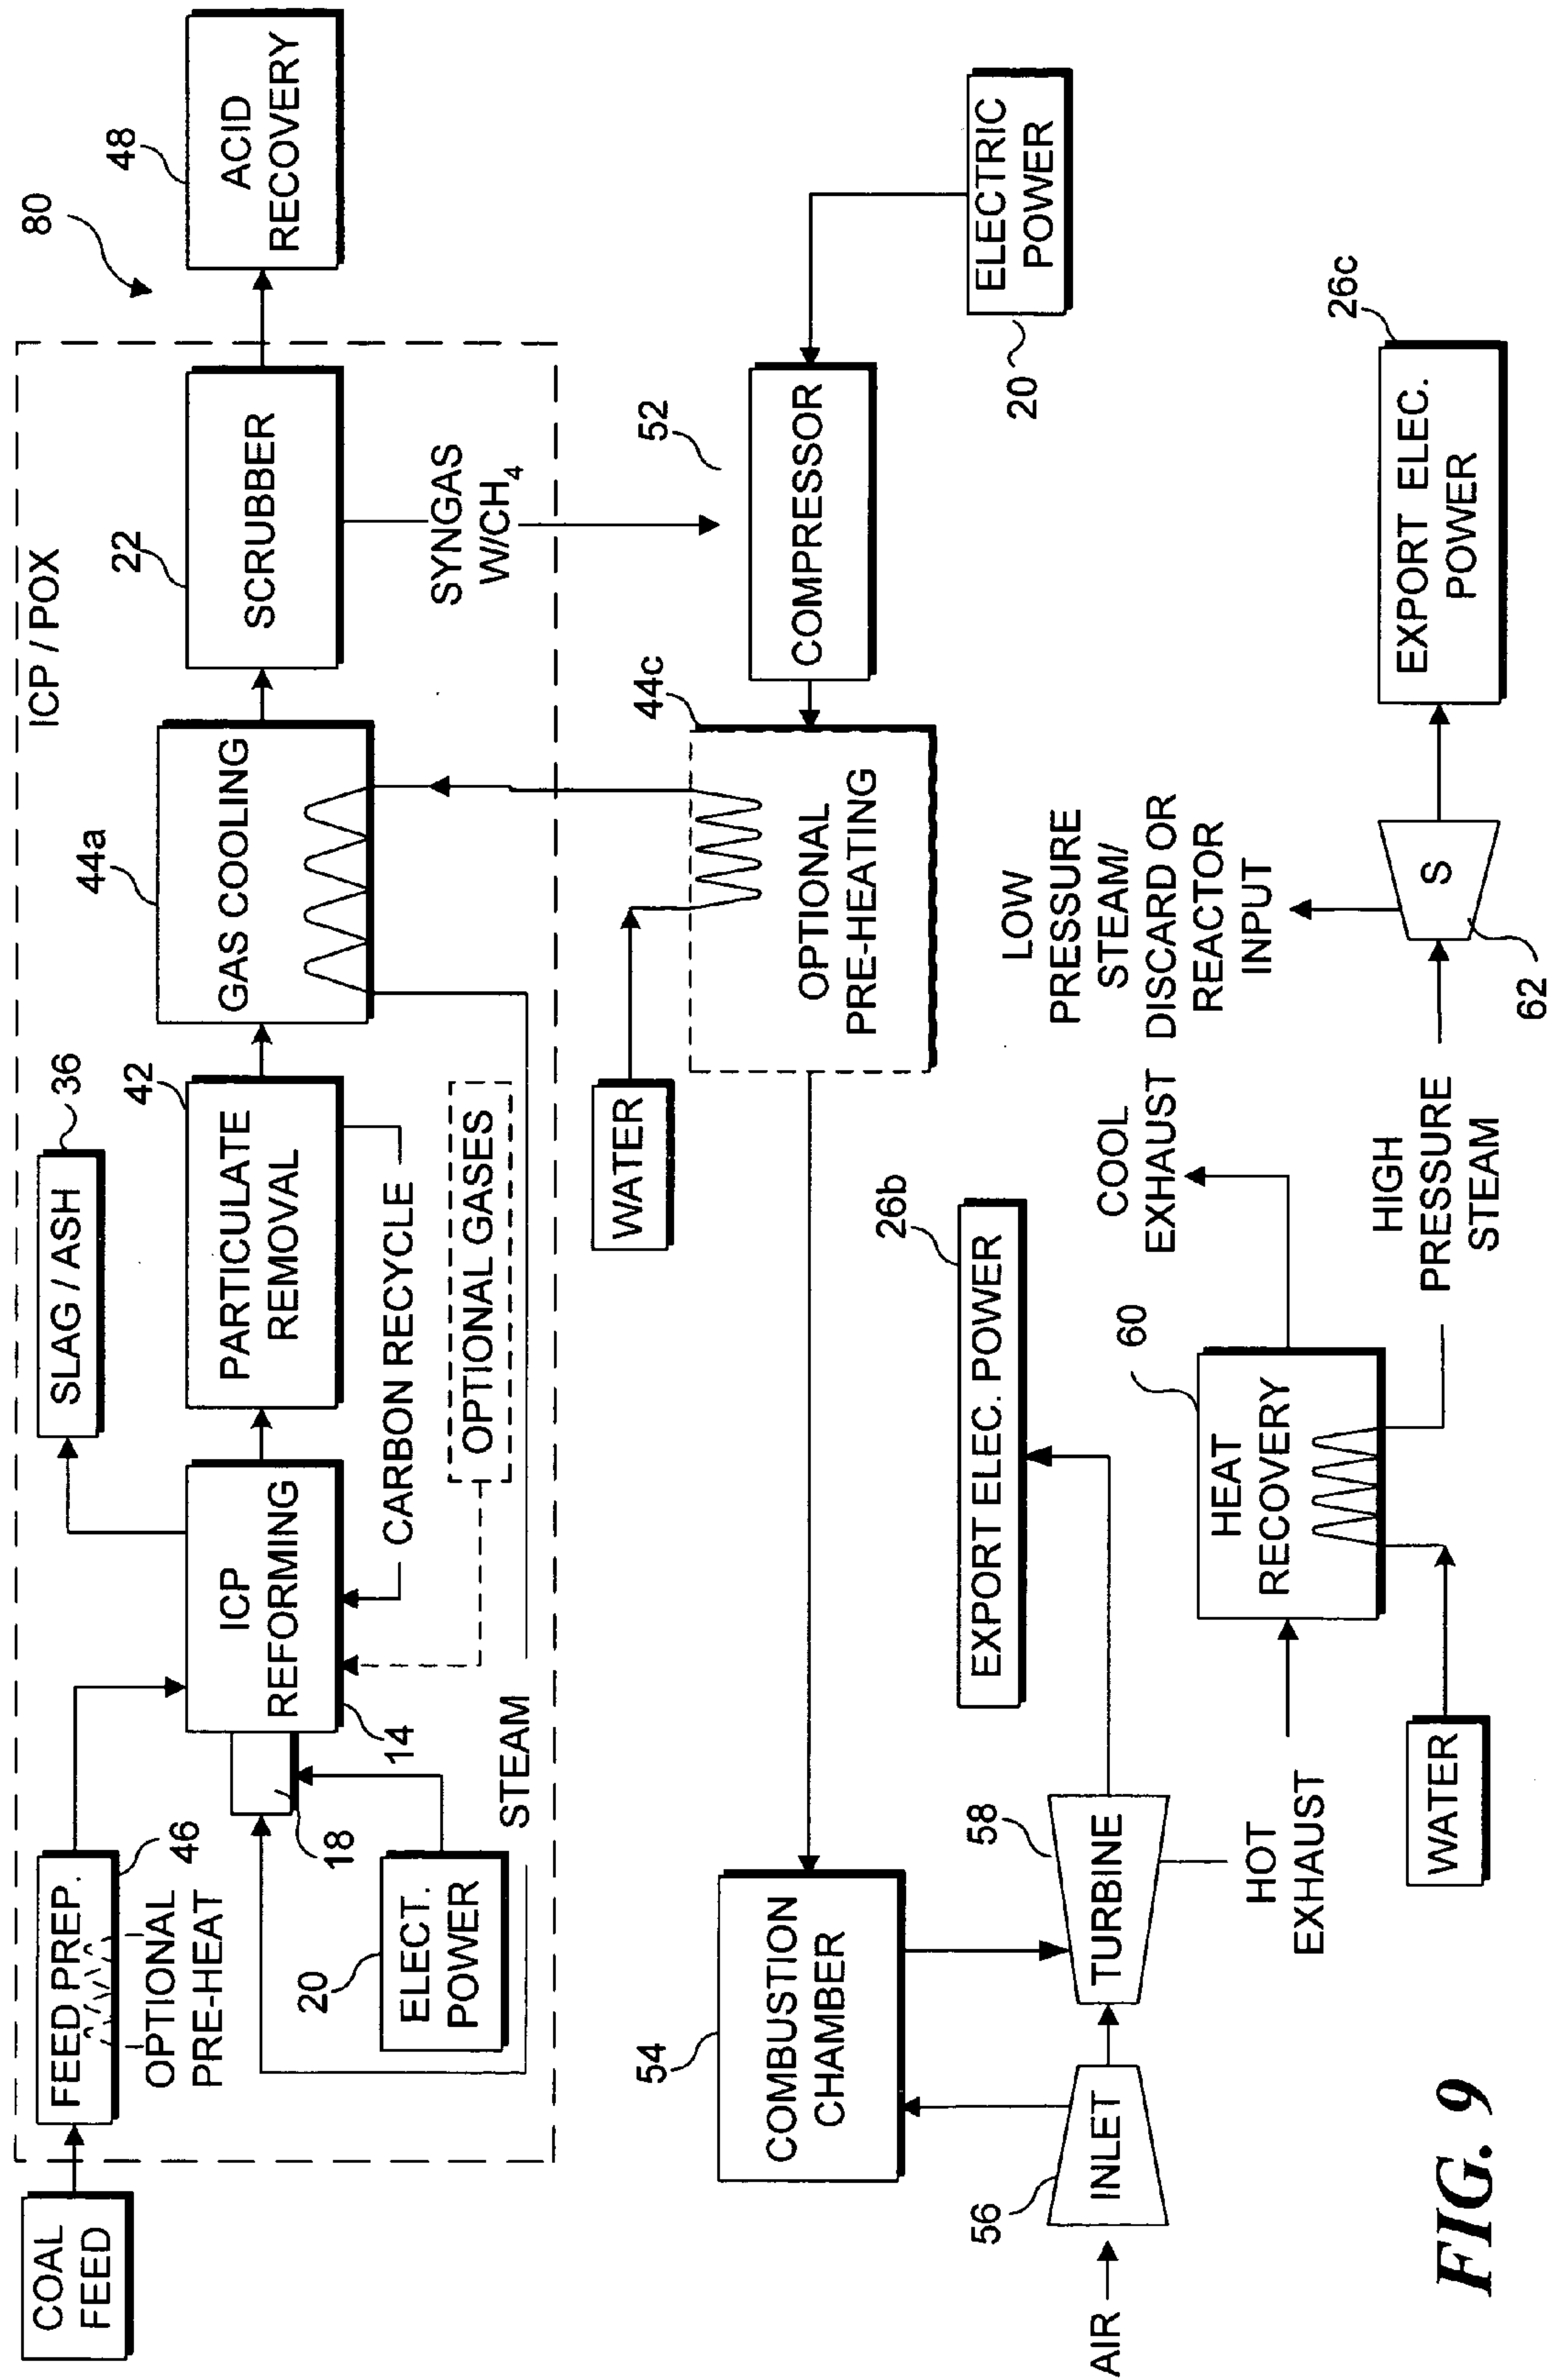 80
ICP / POX
COAL
FEED
FEED PREP.
46
OPTIONAL
PRE-HEAT
SLAG / ASH
36
ICP
REFORMING
14
18
20
ELECT.
POWER
STEAM
PARTICULATE
REMOVAL
42
CARBON RECYCLE
OPTIONAL GASES
GAS COOLING
44a
SCRUBBER
22
ACID
RECOVERY
48
SYNGAS
W/CH4
WATER
OPTIONAL
PRE-HEATING
44c
COMPRESSOR
52
ELECTRIC
POWER
20
COMBUSTION
CHAMBER
54
AIR
INLET
56
TURBINE
58
EXPORT ELEC. POWER
26b
HOT
EXHAUST
HEAT
RECOVERY
60
WATER
COOL
EXHAUST
HIGH
PRESSURE
STEAM
LOW
PRESSURE
STEAM/
DISCARD OR
REACTOR
INPUT
S
62
EXPORT ELEC.
POWER
26c
FIG. 9